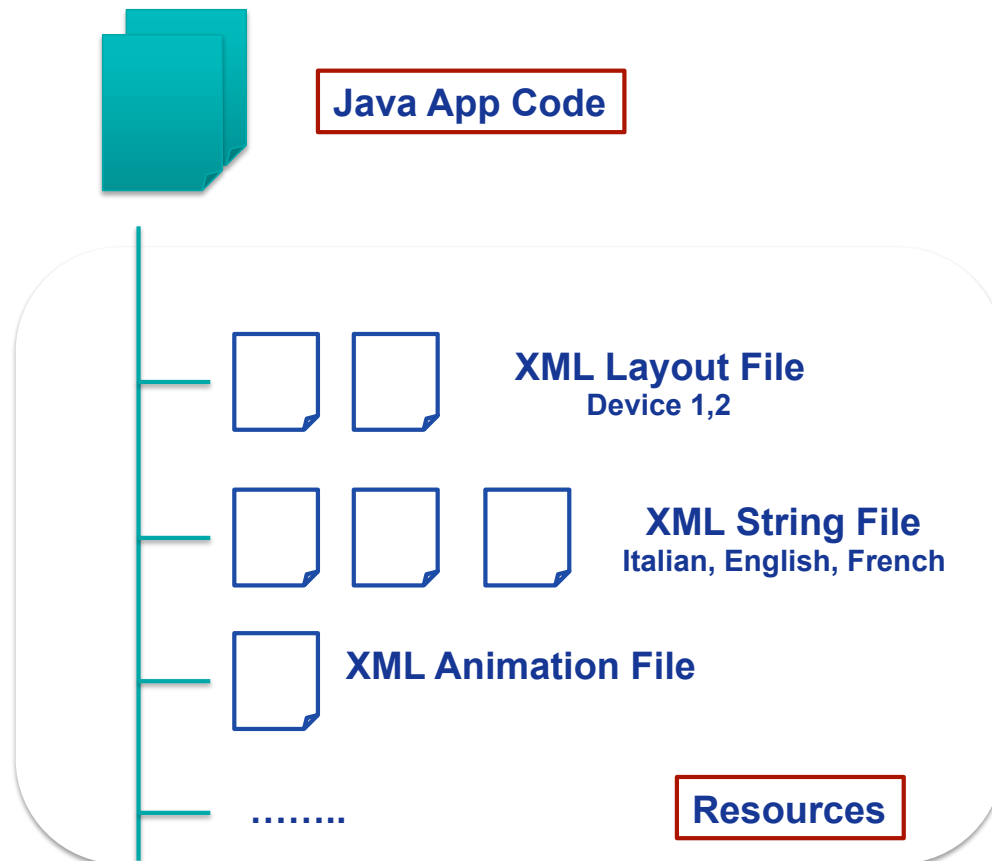 Java App Code
XML Layout File
Device 1,2
XML String File
Italian, English, French
XML Animation File
……..
Resources